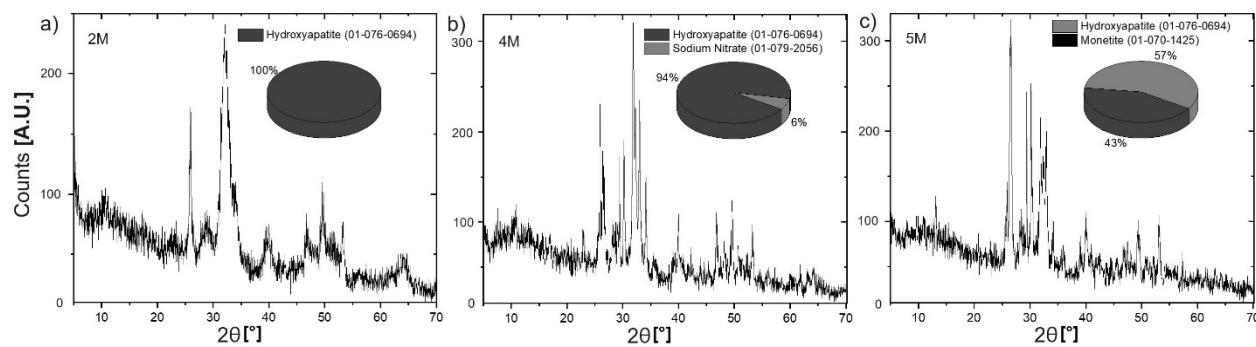 a)
2M
Hydroxyapatite (01-076-0694)
100%
Counts [A.U.]
200
100
0
10 20 30 40 50 60 70
2θ [°]
b)
4M
Hydroxyapatite (01-076-0694)
Sodium Nitrate (01-079-2056)
94%
6%
300
200
100
0
10 20 30 40 50 60 70
2θ [°]
c)
5M
Hydroxyapatite (01-076-0694)
Monetite (01-070-1425)
57%
43%
300
200
100
0
10 20 30 40 50 60 70
2θ [°]